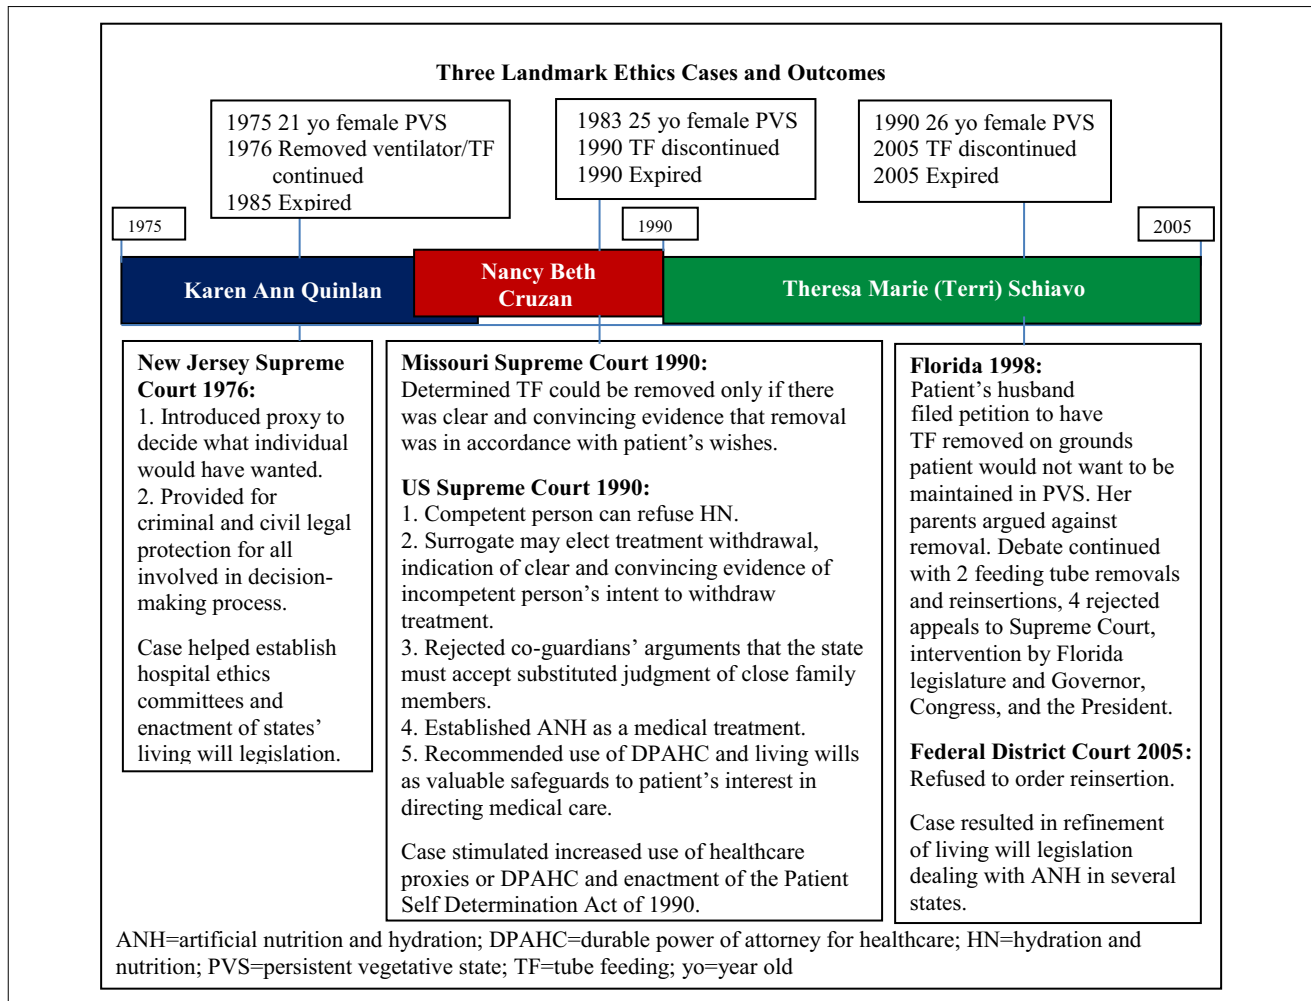 Three Landmark Ethics Cases and Outcomes
1975 21 yo female PVS
1976 Removed ventilator/TF
continued
1985 Expired
1983 25 yo female PVS
1990 TF discontinued
1990 Expired
1990 26 yo female PVS
2005 TF discontinued
2005 Expired
1975
1990
2005
Karen Ann Quinlan
Nancy Beth
Cruzan
Theresa Marie (Terri) Schiavo
New Jersey Supreme
Court 1976:
1. Introduced proxy to
decide what individual
would have wanted.
2. Provided for
criminal and civil legal
protection for all
involved in decision-
making process.
Case helped establish
hospital ethics
committees and
enactment of states’
living will legislation.
Missouri Supreme Court 1990:
Determined TF could be removed only if there
was clear and convincing evidence that removal
was in accordance with patient’s wishes.
US Supreme Court 1990:
1. Competent person can refuse HN.
2. Surrogate may elect treatment withdrawal,
indication of clear and convincing evidence of
incompetent person’s intent to withdraw
treatment.
3. Rejected co-guardians’ arguments that the state
must accept substituted judgment of close family
members.
4. Established ANH as a medical treatment.
5. Recommended use of DPAHC and living wills
as valuable safeguards to patient’s interest in
directing medical care.
Case stimulated increased use of healthcare
proxies or DPAHC and enactment of the Patient
Self Determination Act of 1990.
Florida 1998:
Patient’s husband
filed petition to have
TF removed on grounds
patient would not want to be
maintained in PVS. Her
parents argued against
removal. Debate continued
with 2 feeding tube removals
and reinsertions, 4 rejected
appeals to Supreme Court,
intervention by Florida
legislature and Governor,
Congress, and the President.
Federal District Court 2005:
Refused to order reinsertion.
Case resulted in refinement
of living will legislation
dealing with ANH in several
states.
ANH=artificial nutrition and hydration; DPAHC=durable power of attorney for healthcare; HN=hydration and
nutrition; PVS=persistent vegetative state; TF=tube feeding; yo=year old